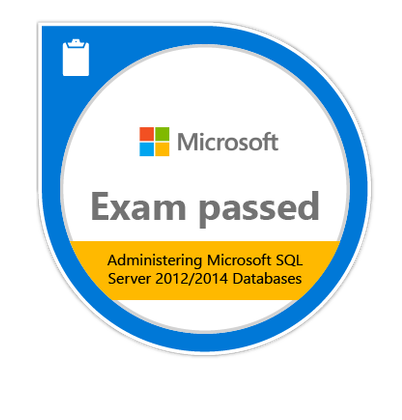 Microsoft
Exam passed
Administering Microsoft SQL
Server 2012/2014 Databases